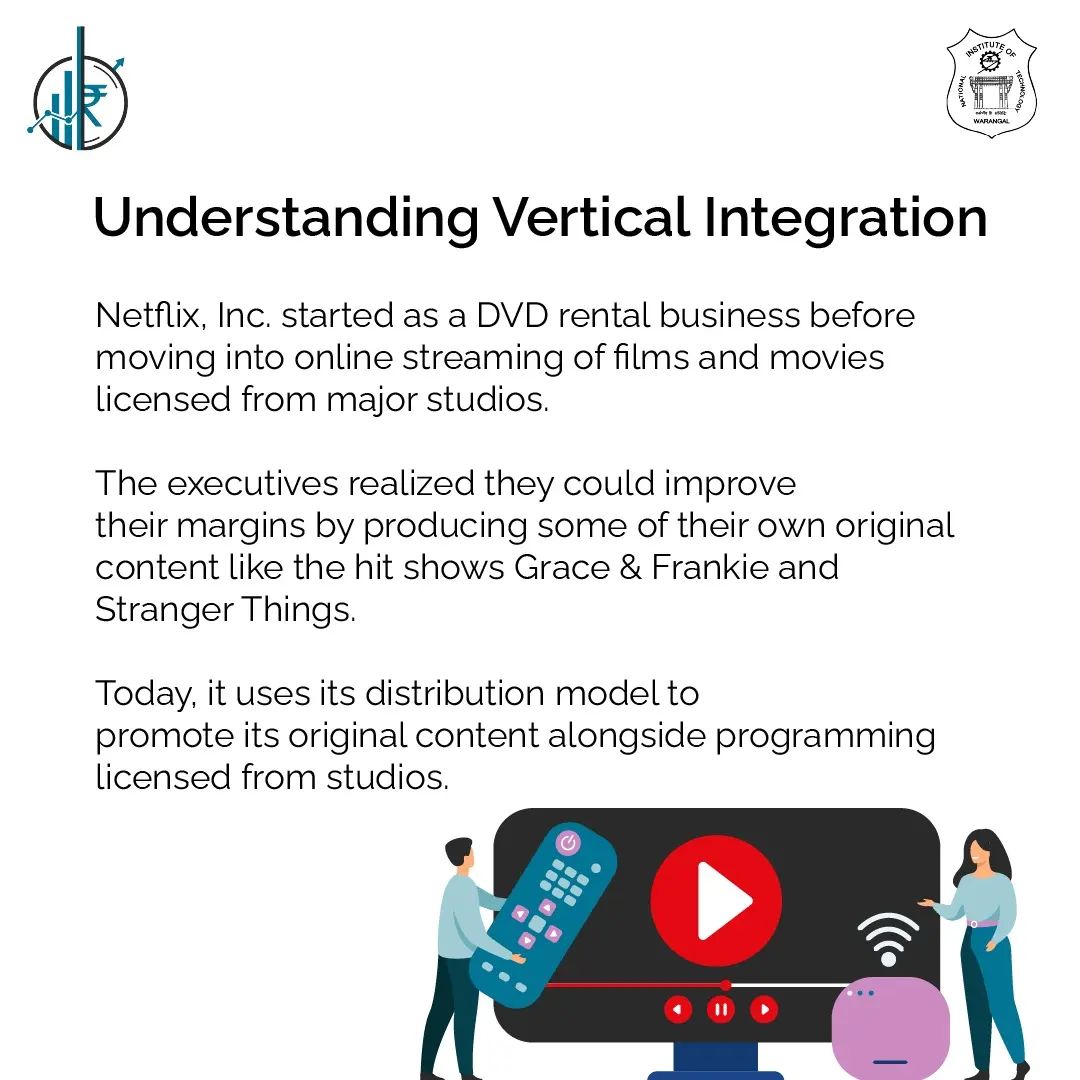 NATIONAL INSTITUTE OF TECHNOLOGY
WARANGAL
Understanding Vertical Integration
Netflix, Inc. started as a DVD rental business before
moving into online streaming of films and movies
licensed from major studios.
The executives realized they could improve
their margins by producing some of their own original
content like the hit shows Grace & Frankie and
Stranger Things.
Today, it uses its distribution model to
promote its original content alongside programming
licensed from studios.